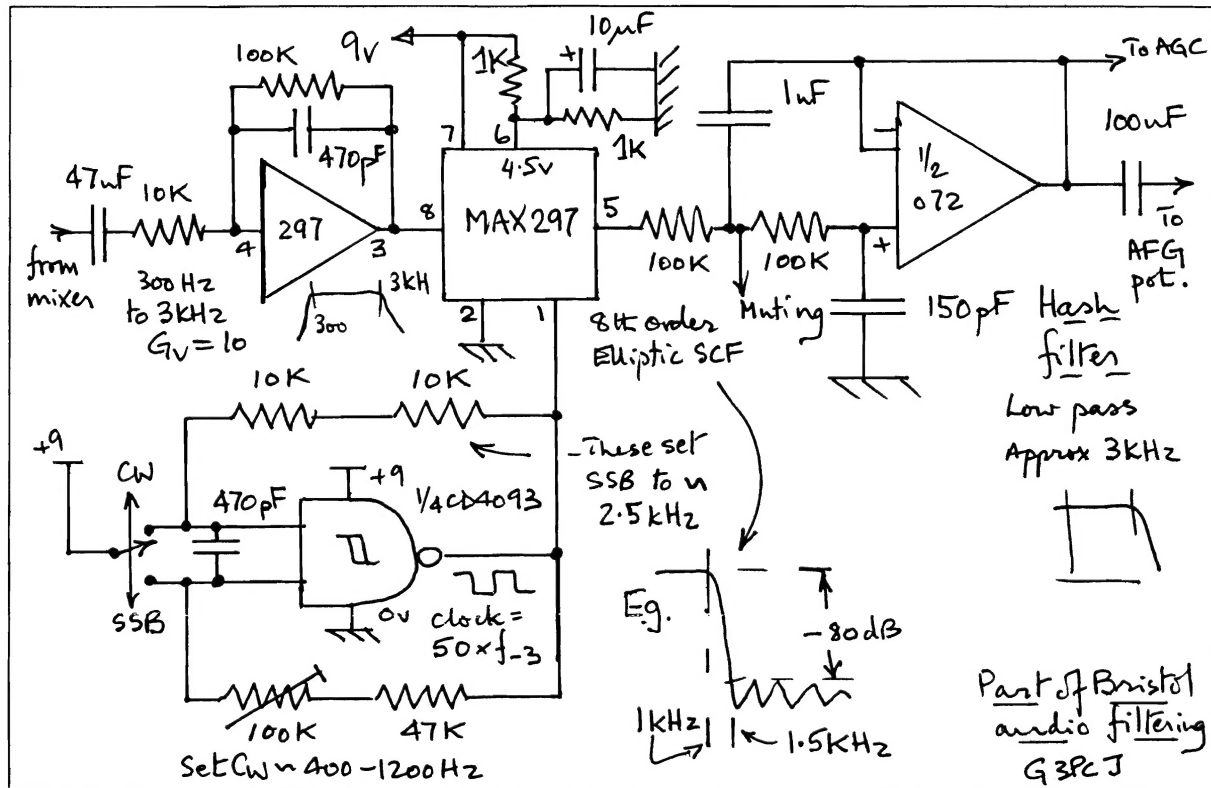 9v
100K
470pF
47nF
10K
from
mixer
300Hz
to 3kHz
Gv = 10
4
297
3
8
3kH
300
1K
10μF
+
1K
7
6
4.5v
MAX297
5
2
1
1nF
100K
100K
Muting
8th order
Elliptic SCF
To AGC
100nF
1/2
072
−
+
To
AFG
pot.
150pF
Hash
filter
Low pass
Approx 3kHz
10K
10K
+9
CW
470pF
+9
1/4CD4093
SSB
0v
Clock =
50 x f-3
These set
SSB to ~
2.5kHz
100K
47K
Set CW ~ 400-1200Hz
E.g.
-80dB
1kHz
1.5kHz
Part of Bristol
audio filtering
G3PCJ